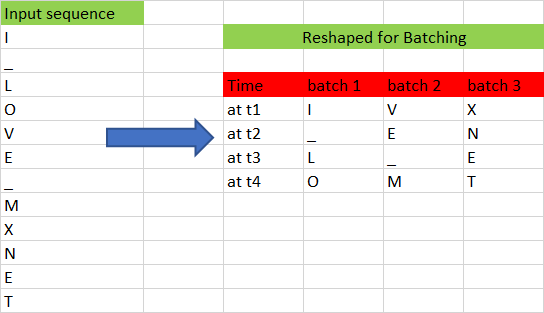 Input sequence
I
_
L
O
V
E
_
M
X
N
E
T
Reshaped for Batching
Time batch 1 batch 2 batch 3
at t1 I V X
at t2 _ E N
at t3 L _ E
at t4 O M T